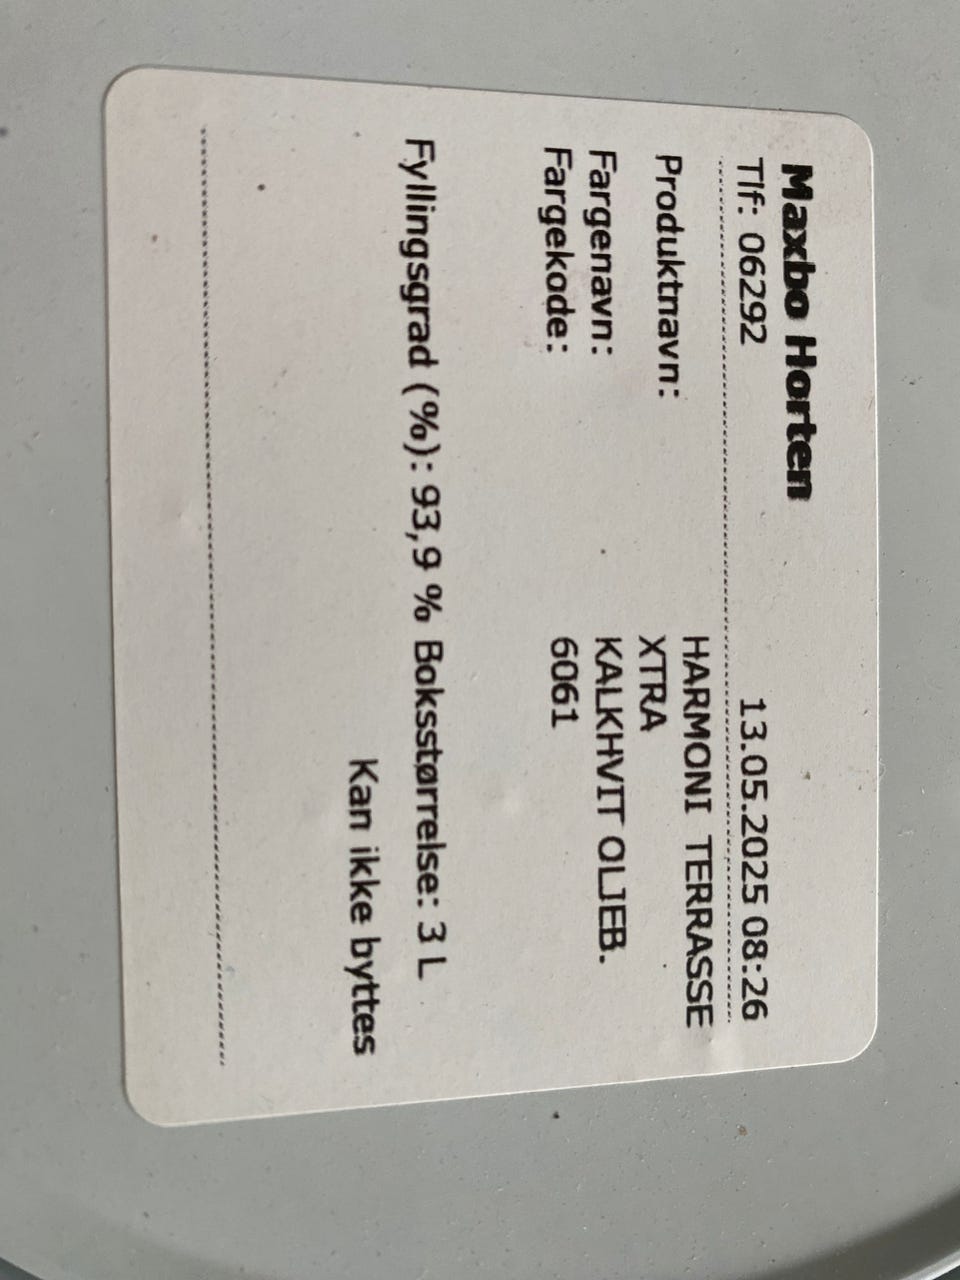 Maxbo Horten
Tlf: 06292 13.05.2025 08:26
Produktnavn: HARMONI TERRASSE
XTRA
Fargenavn: KALKHVIT OLJEB.
Fargekode: 6061
Fyllingsgrad (%): 93,9 % Boksstørrelse: 3 L
Kan ikke byttes